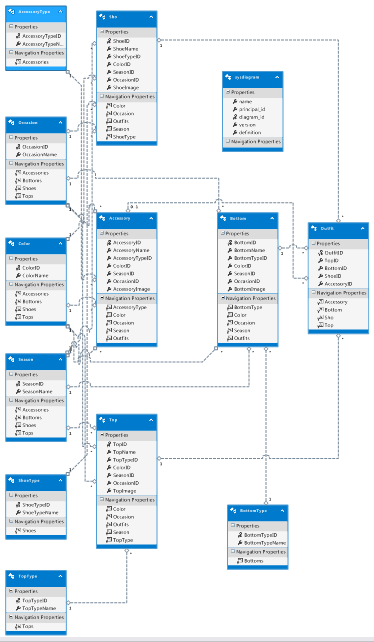 AccessoryType
Properties
AccessoryTypeID
AccessoryTypeN...
Navigation Properties
Accessories
Occasion
Properties
OccasionID
OccasionName
Navigation Properties
Accessories
Bottoms
Shoes
Tops
Color
Properties
ColorID
ColorName
Navigation Properties
Accessories
Bottoms
Shoes
Tops
Season
Properties
SeasonID
SeasonName
Navigation Properties
Accessories
Bottoms
Shoes
Tops
ShoeType
Properties
ShoeTypeID
ShoeTypeName
Navigation Properties
Shoes
TopType
Properties
TopTypeID
TopTypeName
Navigation Properties
Tops
Sho
Properties
ShoeID
ShoeName
ShoeTypeID
ColorID
SeasonID
OccasionID
ShoeImage
Navigation Properties
Color
Occasion
Outfits
Season
ShoeType
Accessory
Properties
AccessoryID
AccessoryName
AccessoryTypeID
ColorID
SeasonID
OccasionID
AccessoryImage
Navigation Properties
AccessoryType
Color
Occasion
Season
Outfits
Top
Properties
TopID
TopName
TopTypeID
ColorID
SeasonID
OccasionID
TopImage
Navigation Properties
Color
Occasion
Outfits
Season
TopType
sysdiagram
Properties
name
principal_id
diagram_id
version
definition
Navigation Properties
Bottom
Properties
BottomID
BottomName
BottomTypeID
ColorID
SeasonID
OccasionID
BottomImage
Navigation Properties
BottomType
Color
Occasion
Season
Outfits
BottomType
Properties
BottomTypeID
BottomTypeName
Navigation Properties
Bottoms
Outfit
Properties
OutfitID
TopID
BottomID
ShoeID
AccessoryID
Navigation Properties
Accessory
Bottom
Sho
Top